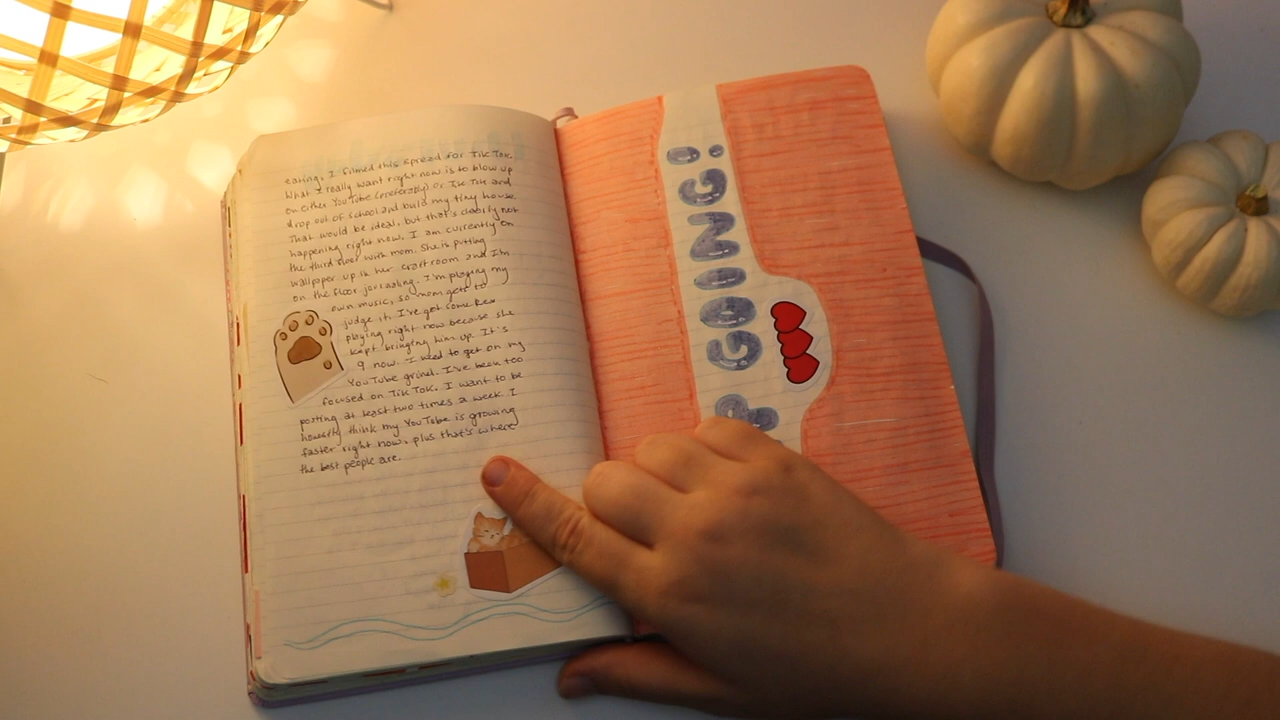 eating. I filmed this spread for TikTok.
What I really want right now is to blow up
on either YouTube (preferably) or TikTok and
drop out of school and build my tiny house.
That would be ideal, but that's clearly not
happening right now. I am currently on
the third floor with mom. She is putting
wallpaper up in her craft room and I'm
on the floor journaling. I'm playing my
own music, so mom gets to
judge it. I've got some Rex
playing right now because she
kept bringing him up. It's
9 now. I need to get on my
YouTube grind. I've been too
focused on TikTok. I want to be
posting at least two times a week. I
honestly think my YouTube is growing
faster right now, plus that's where
the best people are.
GOING!